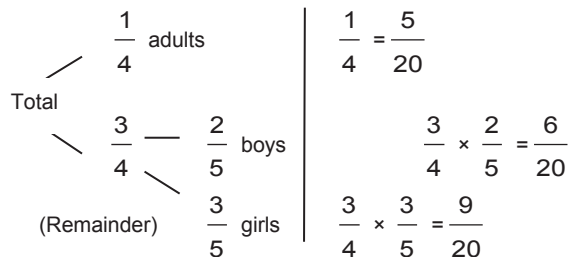 1/4 adults 1/4 = 5/20
Total
3/4 2/5 boys 3/4 × 2/5 = 6/20
(Remainder) 3/5 girls 3/4 × 3/5 = 9/20